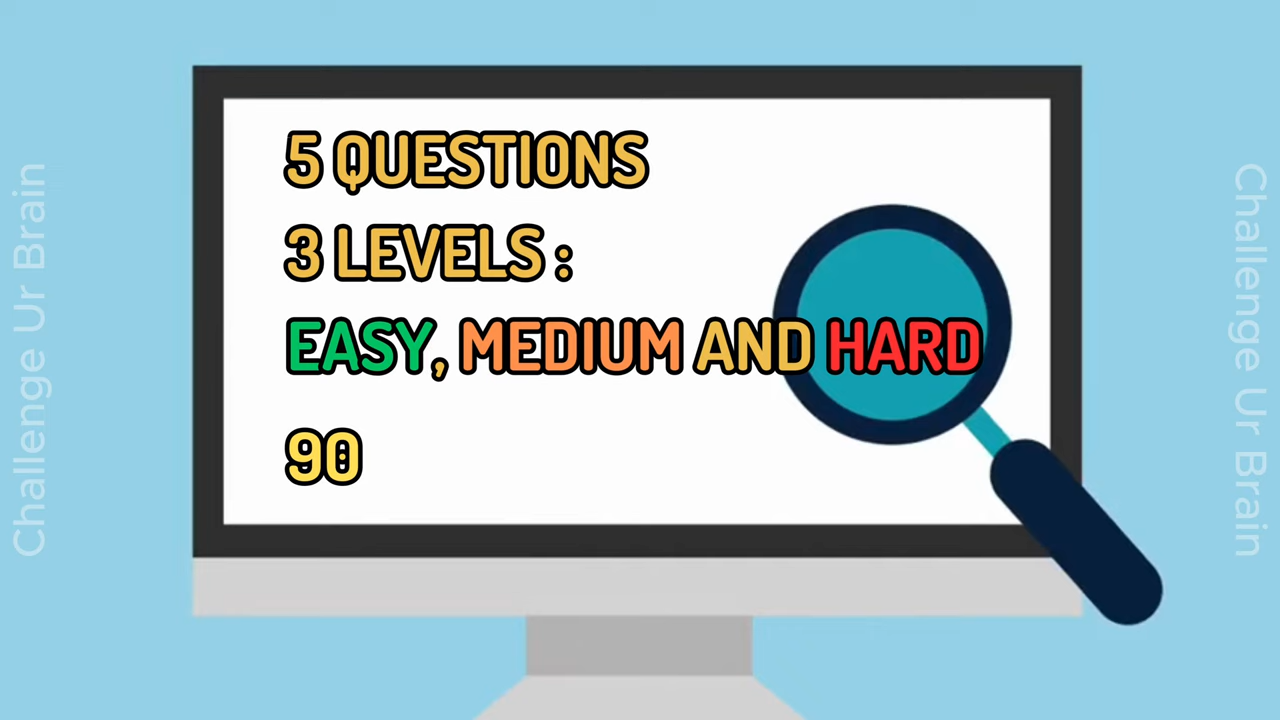 5 QUESTIONS
3 LEVELS :
EASY, MEDIUM AND HARD
90
Challenge Ur Brain
Challenge Ur Brain